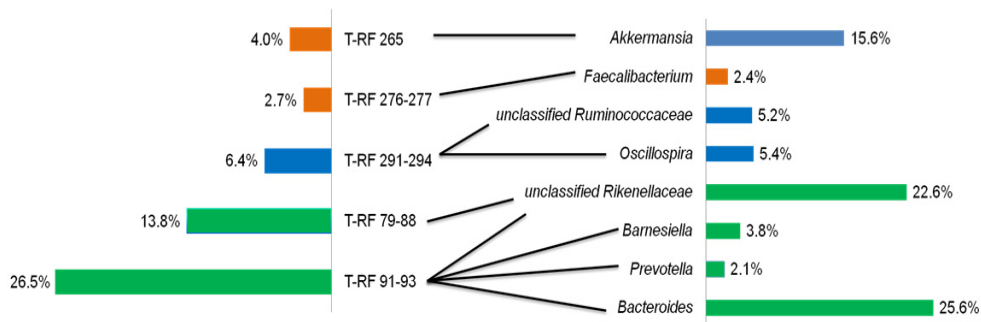 4.0% T-RF 265 Akkermansia 15.6%
Faecalibacterium 2.4%
2.7% T-RF 276-277
unclassified Ruminococcaceae 5.2%
6.4% T-RF 291-294 Oscillospira 5.4%
unclassified Rikenellaceae 22.6%
13.8% T-RF 79-88
Barnesiella 3.8%
Prevotella 2.1%
26.5% T-RF 91-93
Bacteroides 25.6%